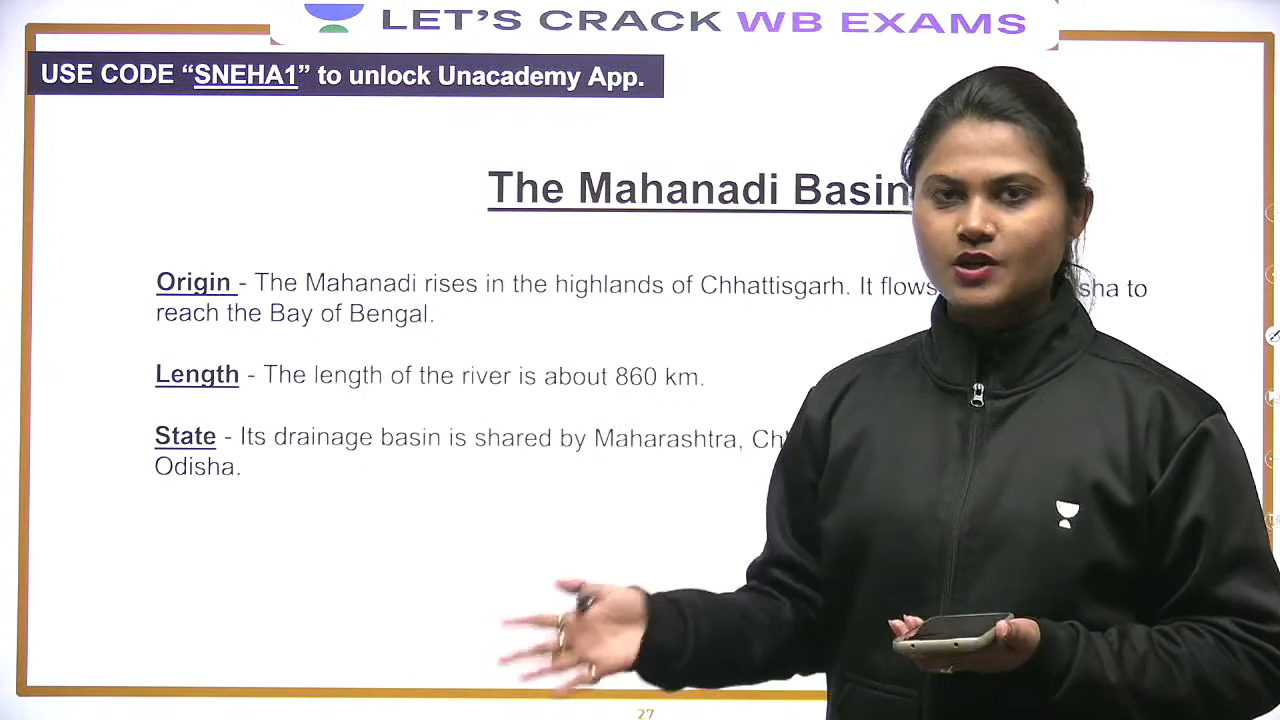 LET'S CRACK WB EXAMS
USE CODE “SNEHA1” to unlock Unacademy App.
The Mahanadi Basin
Origin - The Mahanadi rises in the highlands of Chhattisgarh. It flows sha to
reach the Bay of Bengal.
Length - The length of the river is about 860 km.
State - Its drainage basin is shared by Maharashtra,
Odisha.
27